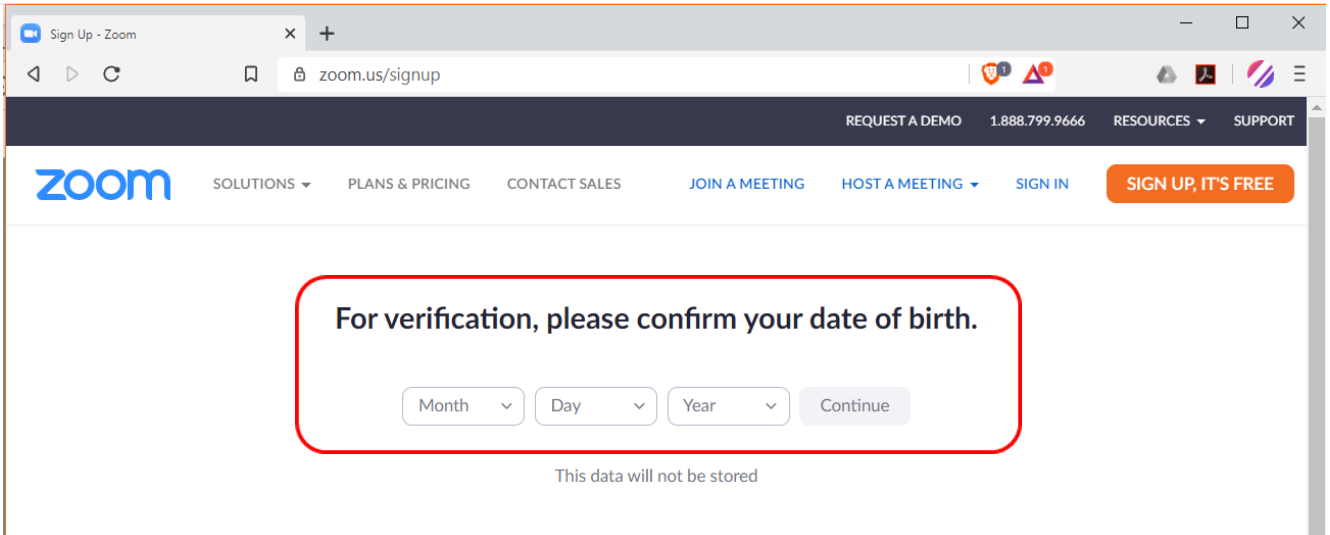 Sign Up - Zoom
zoom.us/signup
1 1
REQUEST A DEMO 1.888.799.9666 RESOURCES SUPPORT
zoom SOLUTIONS PLANS & PRICING CONTACT SALES JOIN A MEETING HOST A MEETING SIGN IN SIGN UP, IT'S FREE
For verification, please confirm your date of birth.
Month Day Year Continue
This data will not be stored